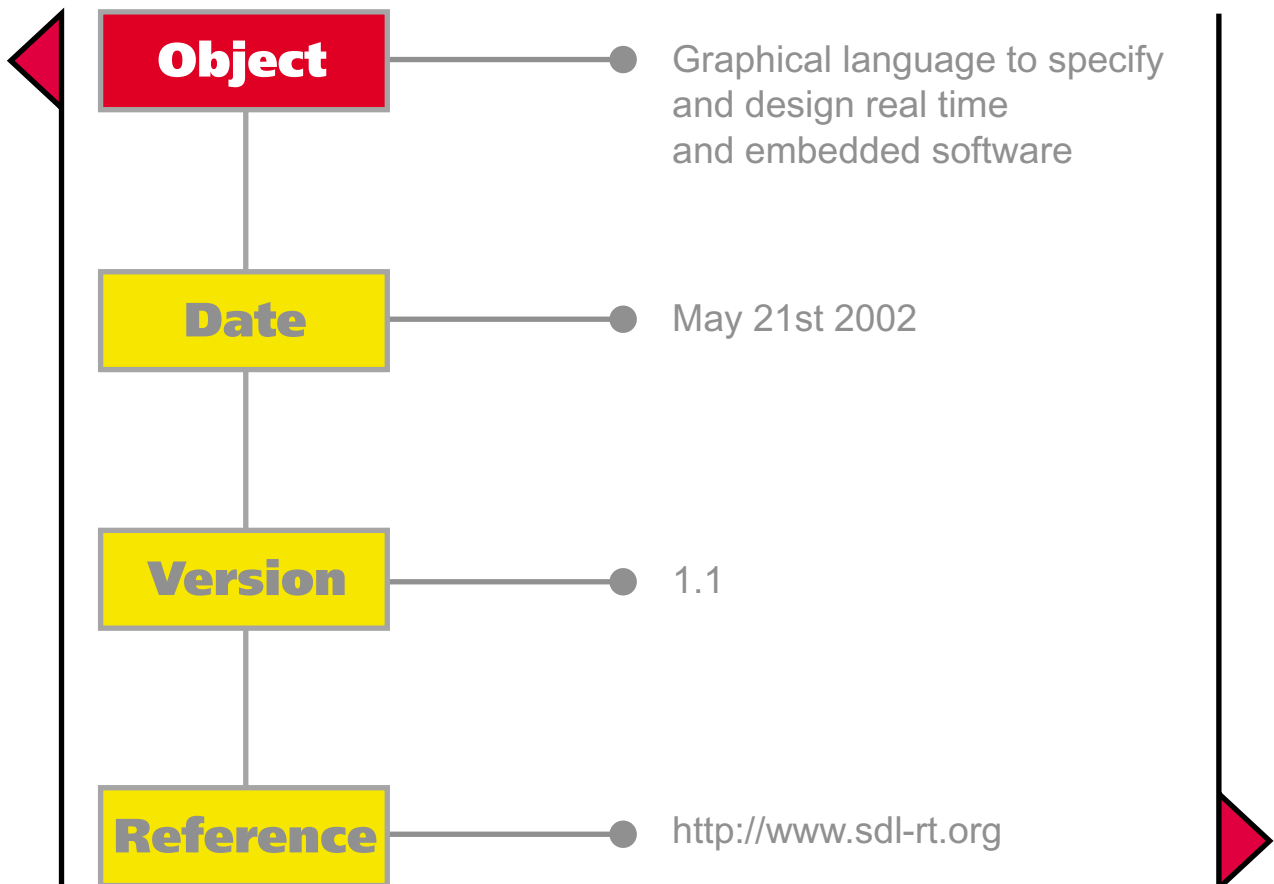 Object
Graphical language to specify
and design real time
and embedded software
Date
May 21st 2002
Version
1.1
Reference
http://www.sdl-rt.org